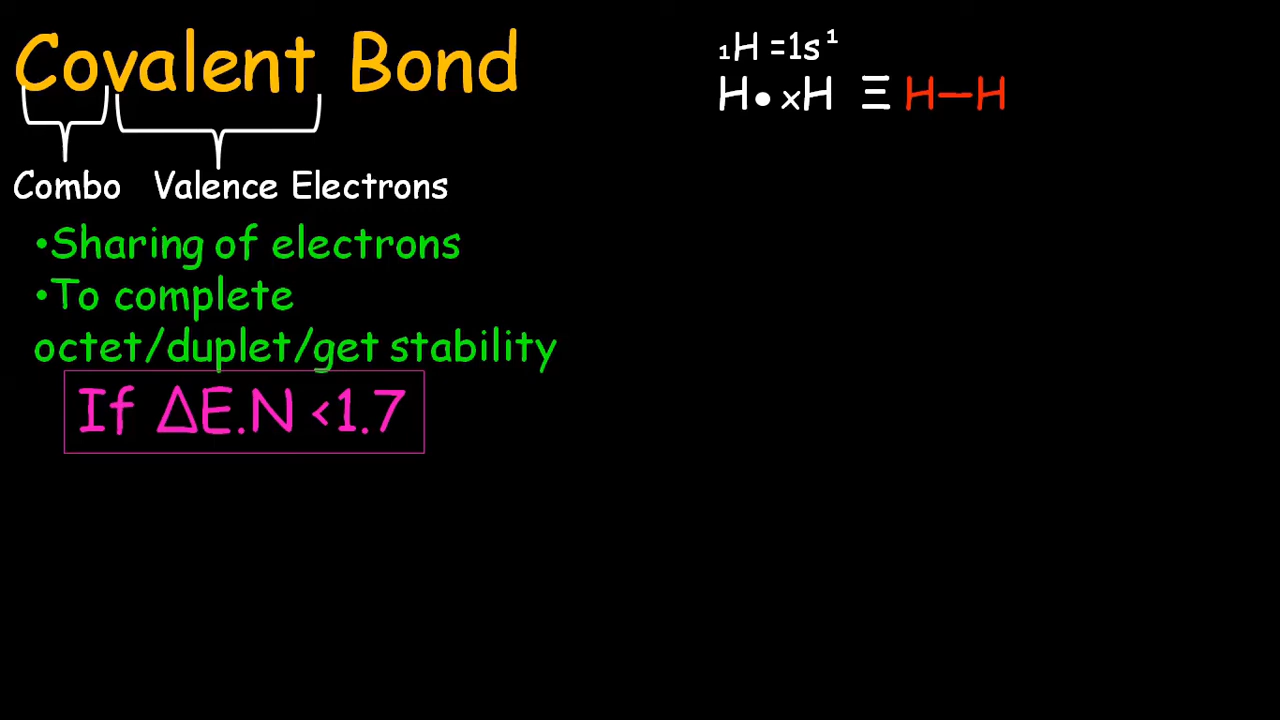 Covalent Bond
Combo Valence Electrons
•Sharing of electrons
•To complete
octet/duplet/get stability
If ΔE.N <1.7
₁H =1s¹
H• xH Ξ H—H